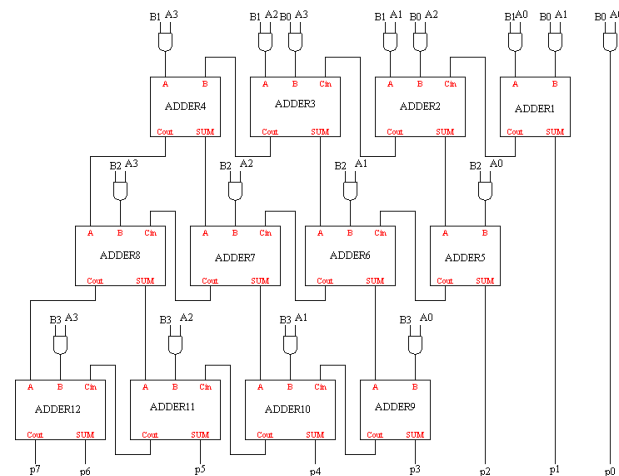 B1 A3 B1 A2 B0 A3 B1 A1 B0 A2 B1 A0 B0 A1 B0 A0
A B A B Cin A B Cin A B
ADDER4 ADDER3 ADDER2 ADDER1
Cout SUM Cout SUM Cout SUM Cout SUM
B2 A3 B2 A2 B2 A1 B2 A0
A B Cin A B Cin A B Cin A B
ADDER8 ADDER7 ADDER6 ADDER5
Cout SUM Cout SUM Cout SUM Cout SUM
B3 A3 B3 A2 B3 A1 B3 A0
A B Cin A B Cin A B Cin A B
ADDER12 ADDER11 ADDER10 ADDER9
Cout SUM Cout SUM Cout SUM Cout SUM
p7 p6 p5 p4 p3 p2 p1 p0